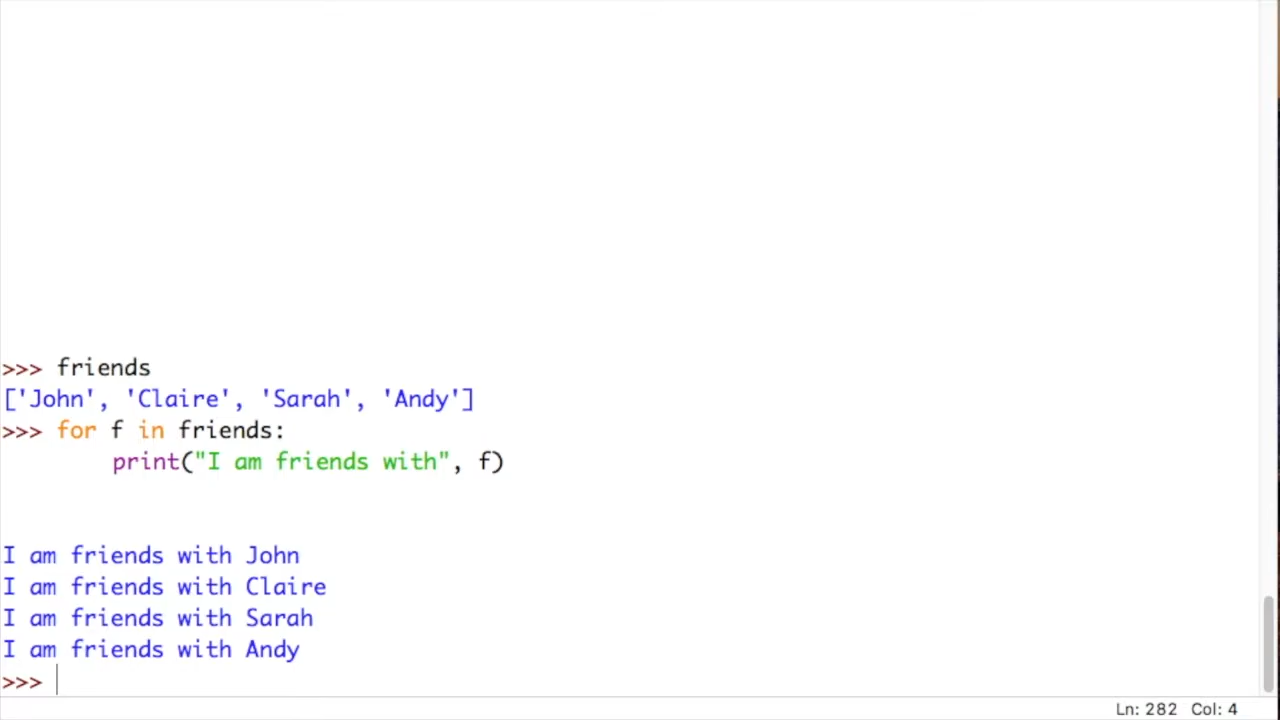 >>> friends
['John', 'Claire', 'Sarah', 'Andy']
>>> for f in friends:
        print("I am friends with", f)
I am friends with John
I am friends with Claire
I am friends with Sarah
I am friends with Andy
>>>
Ln: 282 Col: 4